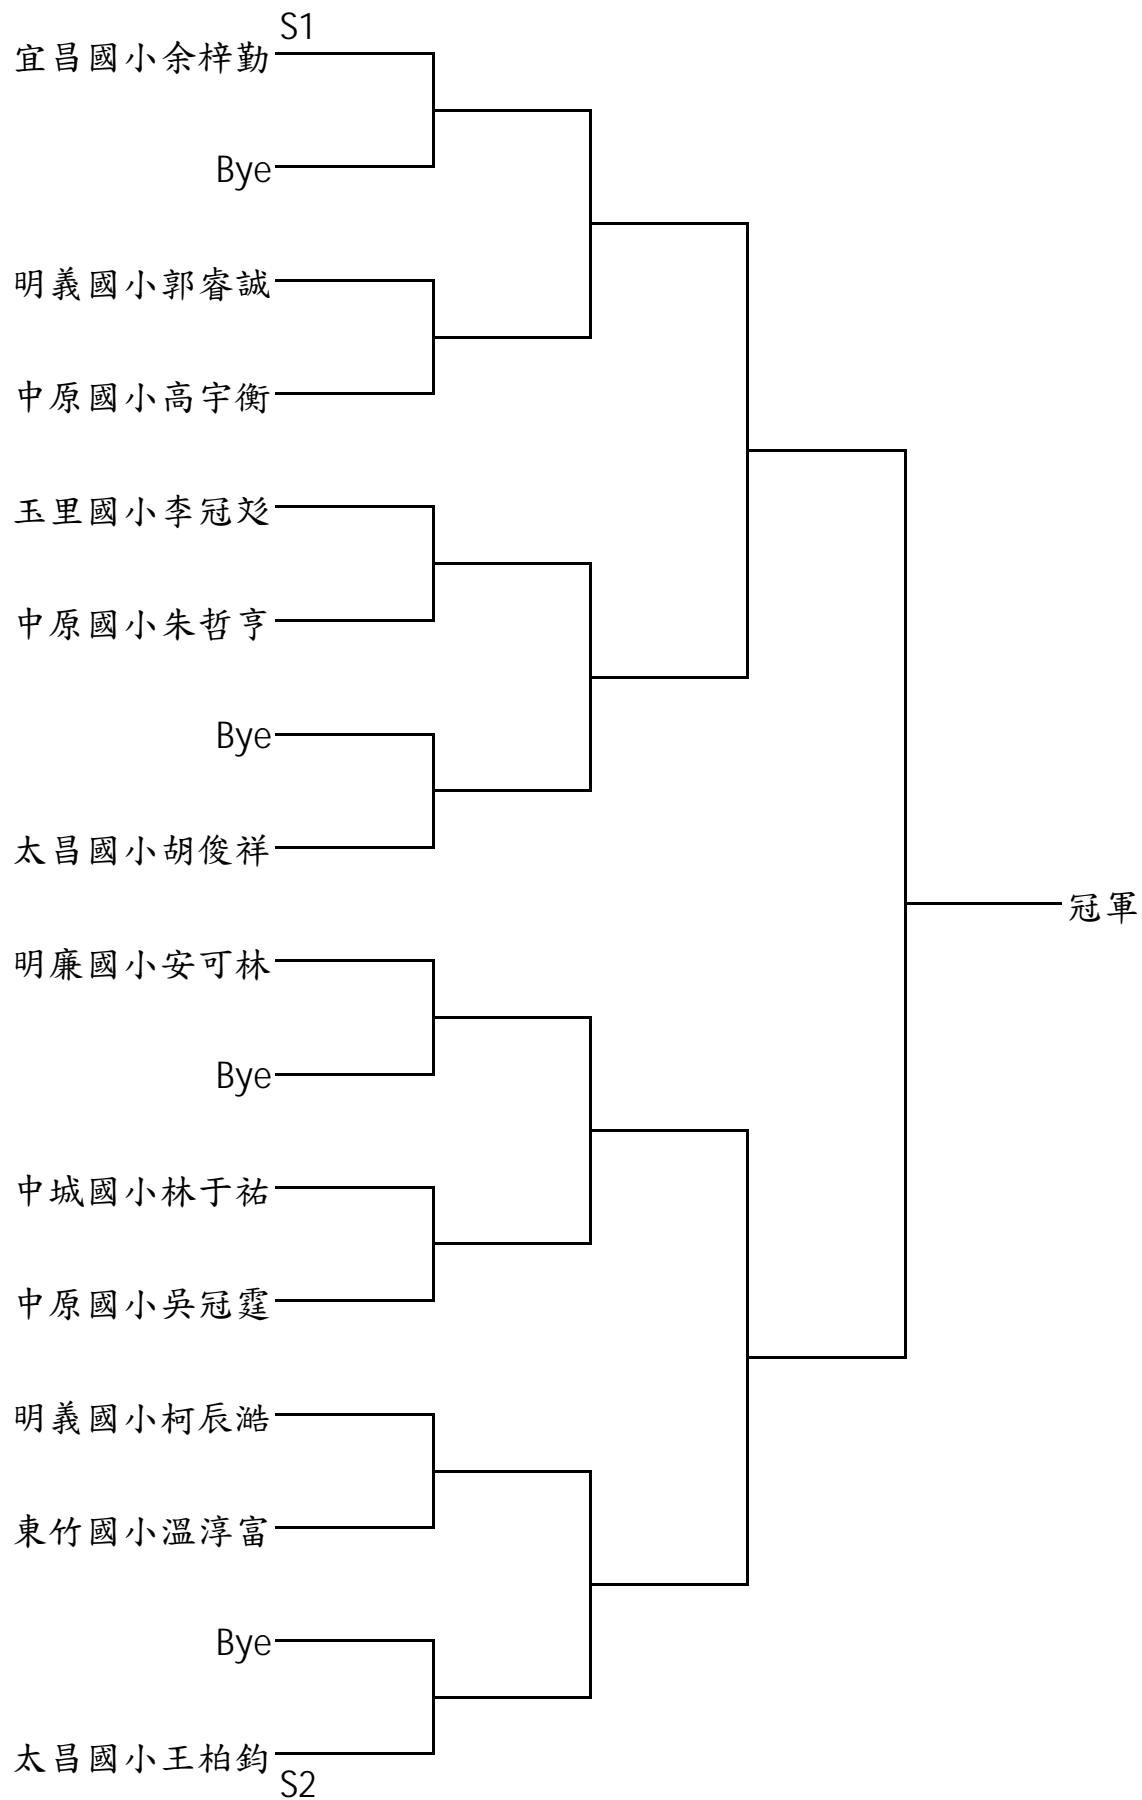 S1
宜昌國小余梓勤
Bye
明義國小郭睿誠
中原國小高宇衡
玉里國小李冠彣
中原國小朱哲亨
Bye
太昌國小胡俊祥
冠軍
明廉國小安可林
Bye
中城國小林于祐
中原國小吳冠霆
明義國小柯辰澔
東竹國小溫淳富
Bye
太昌國小王柏鈞
S2